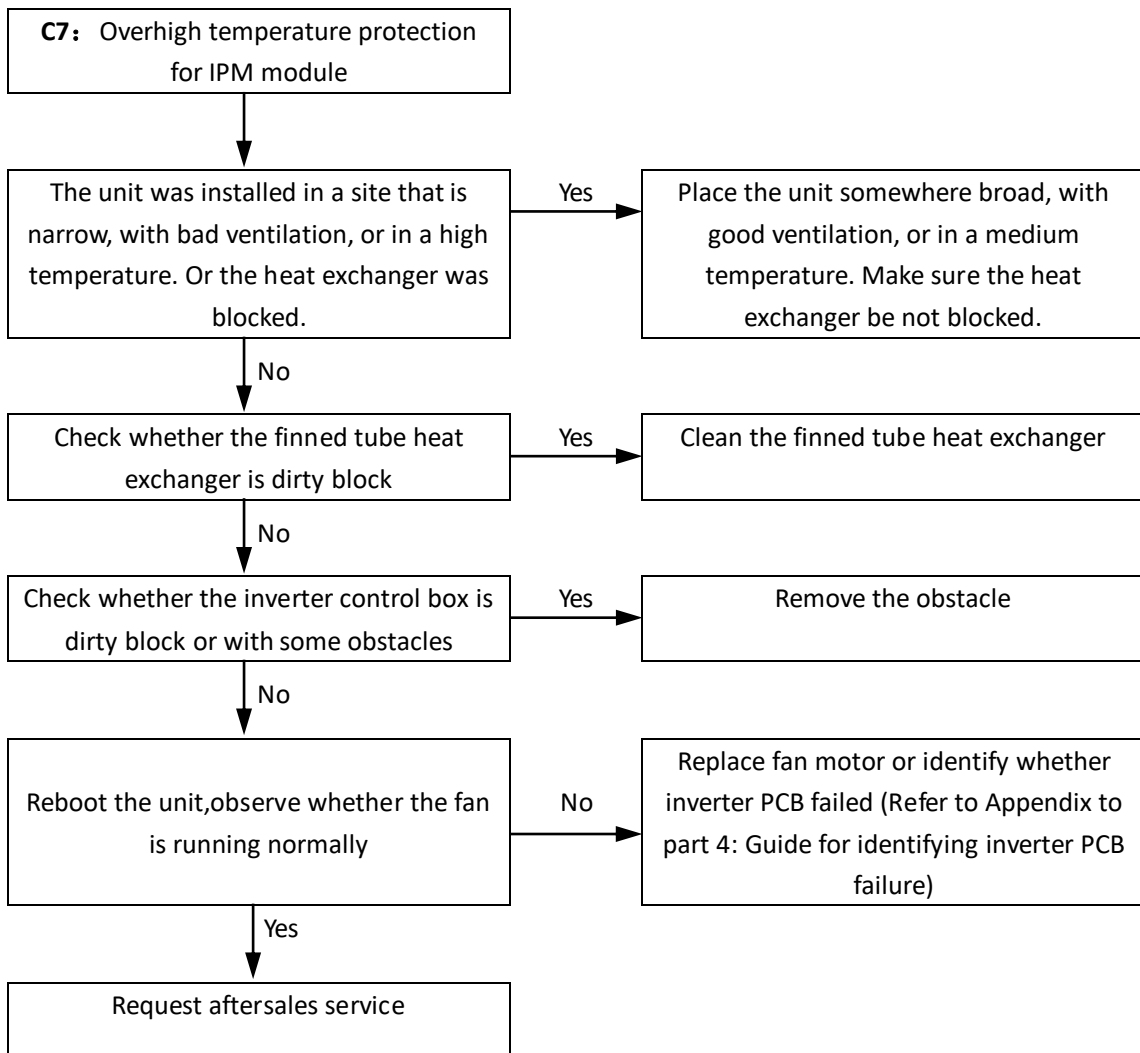 C7： Overhigh temperature protection
for IPM module
The unit was installed in a site that is
narrow, with bad ventilation, or in a high
temperature. Or the heat exchanger was
blocked.
Yes
Place the unit somewhere broad, with
good ventilation, or in a medium
temperature. Make sure the heat
exchanger be not blocked.
No
Check whether the finned tube heat
exchanger is dirty block
Yes
Clean the finned tube heat exchanger
No
Check whether the inverter control box is
dirty block or with some obstacles
Yes
Remove the obstacle
No
Reboot the unit,observe whether the fan
is running normally
No
Replace fan motor or identify whether
inverter PCB failed (Refer to Appendix to
part 4: Guide for identifying inverter PCB
failure)
Yes
Request aftersales service